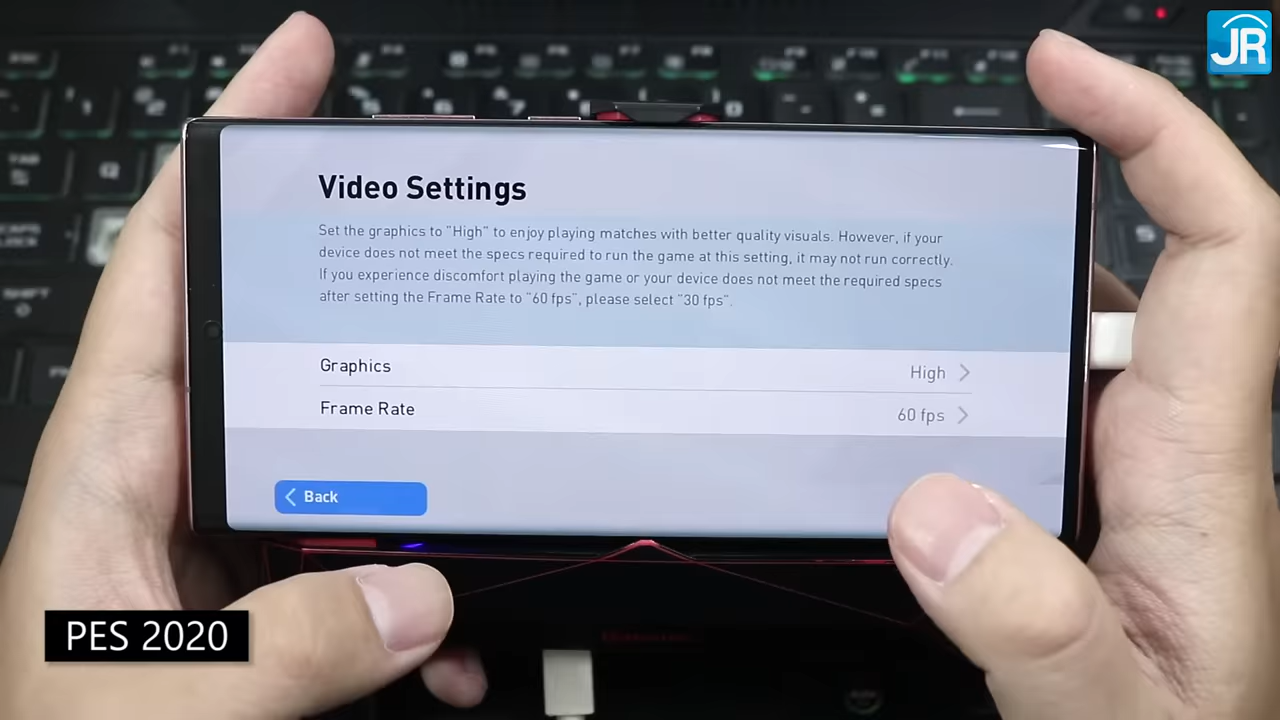 JR
Video Settings
Set the graphics to "High" to enjoy playing matches with better quality visuals. However, if your
device does not meet the specs required to run the game at this setting, it may not run correctly.
If you experience discomfort playing the game or your device does not meet the required specs
after setting the Frame Rate to "60 fps", please select "30 fps".
Graphics High
Frame Rate 60 fps
Back
PES 2020